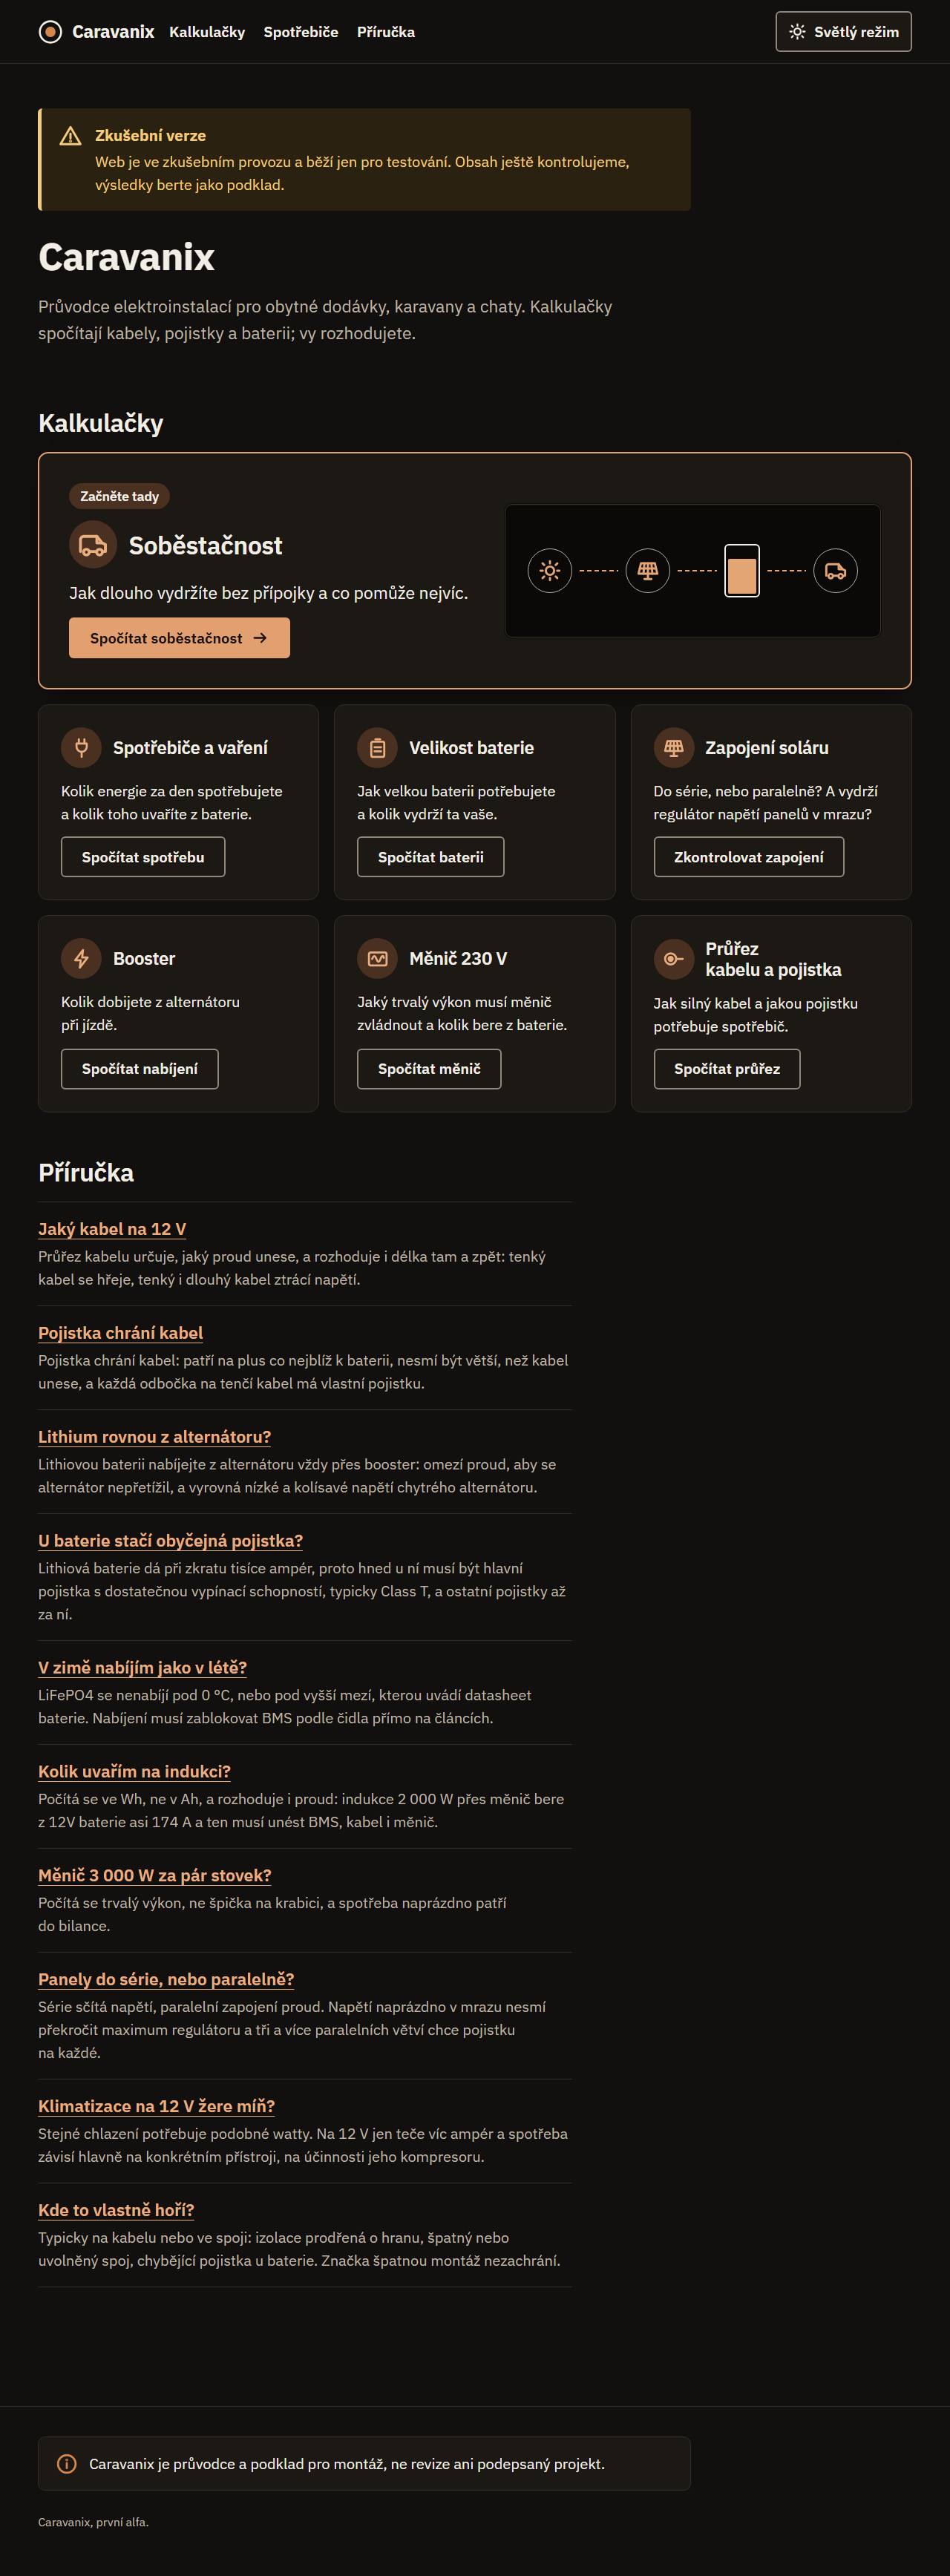 Caravanix
Kalkulačky
Spotřebiče
Příručka
Světlý režim
Zkušební verze
Web je ve zkušebním provozu a běží jen pro testování. Obsah ještě kontrolujeme,
výsledky berte jako podklad.
Caravanix
Průvodce elektroinstalací pro obytné dodávky, karavany a chaty. Kalkulačky
spočítají kabely, pojistky a baterii; vy rozhodujete.
Kalkulačky
Začněte tady
Soběstačnost
Jak dlouho vydržíte bez přípojky a co pomůže nejvíc.
Spočítat soběstačnost
Spotřebiče a vaření
Kolik energie za den spotřebujete
a kolik toho uvaříte z baterie.
Spočítat spotřebu
Velikost baterie
Jak velkou baterii potřebujete
a kolik vydrží ta vaše.
Spočítat baterii
Zapojení soláru
Do série, nebo paralelně? A vydrží
regulátor napětí panelů v mrazu?
Zkontrolovat zapojení
Booster
Kolik dobijete z alternátoru
při jízdě.
Spočítat nabíjení
Měnič 230 V
Jaký trvalý výkon musí měnič
zvládnout a kolik bere z baterie.
Spočítat měnič
Průřez
kabelu a pojistka
Jak silný kabel a jakou pojistku
potřebuje spotřebič.
Spočítat průřez
Příručka
Jaký kabel na 12 V
Průřez kabelu určuje, jaký proud unese, a rozhoduje i délka tam a zpět: tenký
kabel se hřeje, tenký i dlouhý kabel ztrácí napětí.
Pojistka chrání kabel
Pojistka chrání kabel: patří na plus co nejblíž k baterii, nesmí být větší, než kabel
unese, a každá odbočka na tenčí kabel má vlastní pojistku.
Lithium rovnou z alternátoru?
Lithiovou baterii nabíjejte z alternátoru vždy přes booster: omezí proud, aby se
alternátor nepřetížil, a vyrovná nízké a kolísavé napětí chytrého alternátoru.
U baterie stačí obyčejná pojistka?
Lithiová baterie dá při zkratu tisíce ampér, proto hned u ní musí být hlavní
pojistka s dostatečnou vypínací schopností, typicky Class T, a ostatní pojistky až
za ní.
V zimě nabíjím jako v létě?
LiFePO4 se nenabíjí pod 0 °C, nebo pod vyšší mezí, kterou uvádí datasheet
baterie. Nabíjení musí zablokovat BMS podle čidla přímo na článcích.
Kolik uvařím na indukci?
Počítá se ve Wh, ne v Ah, a rozhoduje i proud: indukce 2 000 W přes měnič bere
z 12V baterie asi 174 A a ten musí unést BMS, kabel i měnič.
Měnič 3 000 W za pár stovek?
Počítá se trvalý výkon, ne špička na krabici, a spotřeba naprázdno patří
do bilance.
Panely do série, nebo paralelně?
Série sčítá napětí, paralelní zapojení proud. Napětí naprázdno v mrazu nesmí
překročit maximum regulátoru a tři a více paralelních větví chce pojistku
na každé.
Klimatizace na 12 V žere míň?
Stejné chlazení potřebuje podobné watty. Na 12 V jen teče víc ampér a spotřeba
závisí hlavně na konkrétním přístroji, na účinnosti jeho kompresoru.
Kde to vlastně hoří?
Typicky na kabelu nebo ve spoji: izolace prodřená o hranu, špatný nebo
uvolněný spoj, chybějící pojistka u baterie. Značka špatnou montáž nezachrání.
Caravanix je průvodce a podklad pro montáž, ne revize ani podepsaný projekt.
Caravanix, první alfa.